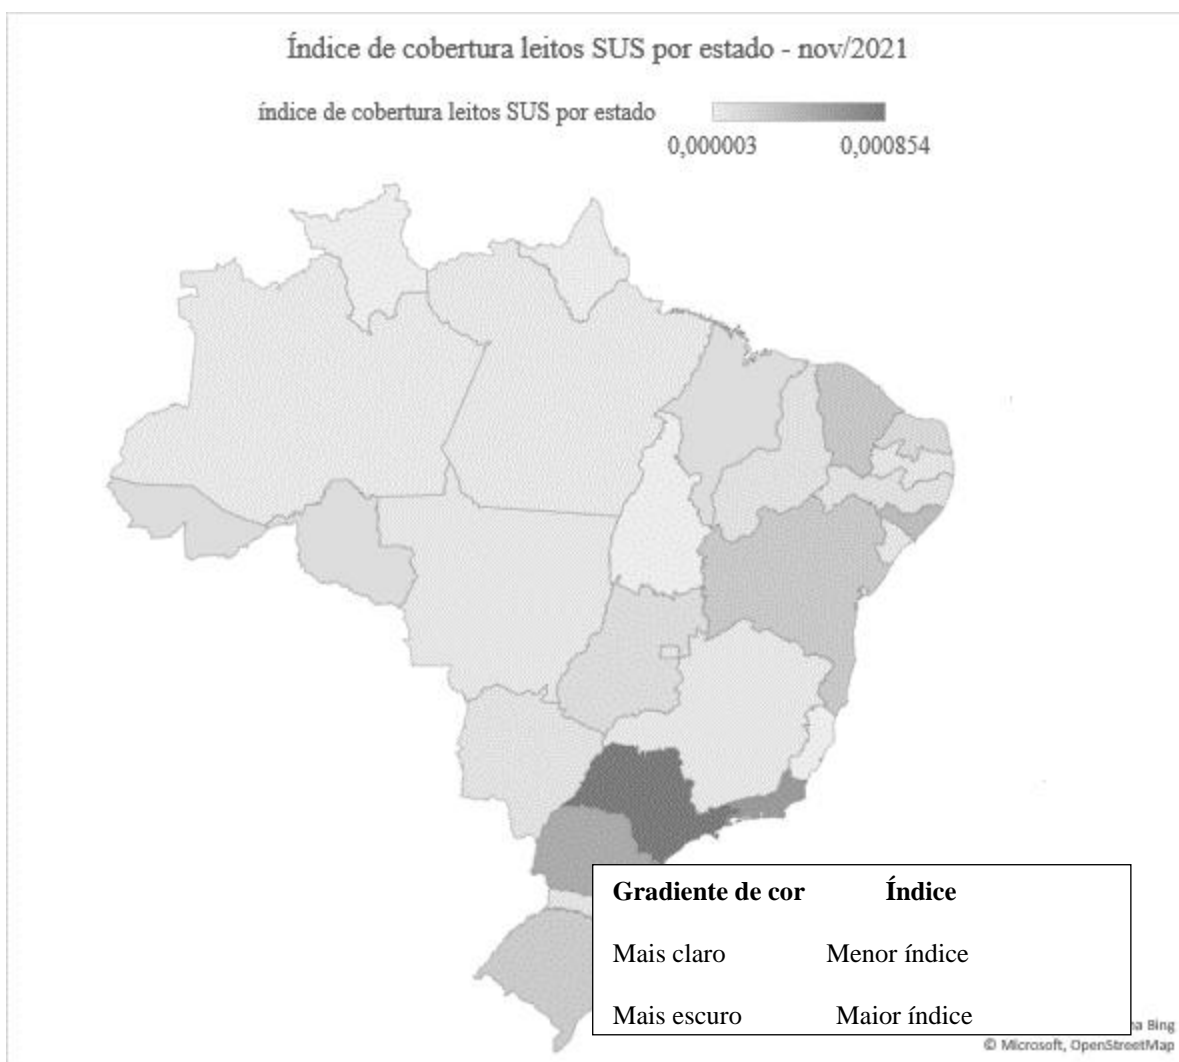 Índice de cobertura leitos SUS por estado - nov/2021
índice de cobertura leitos SUS por estado
0,000003 0,000854
Gradiente de cor Índice
Mais claro Menor índice
Mais escuro Maior índice
a Bing
© Microsoft, OpenStreetMap